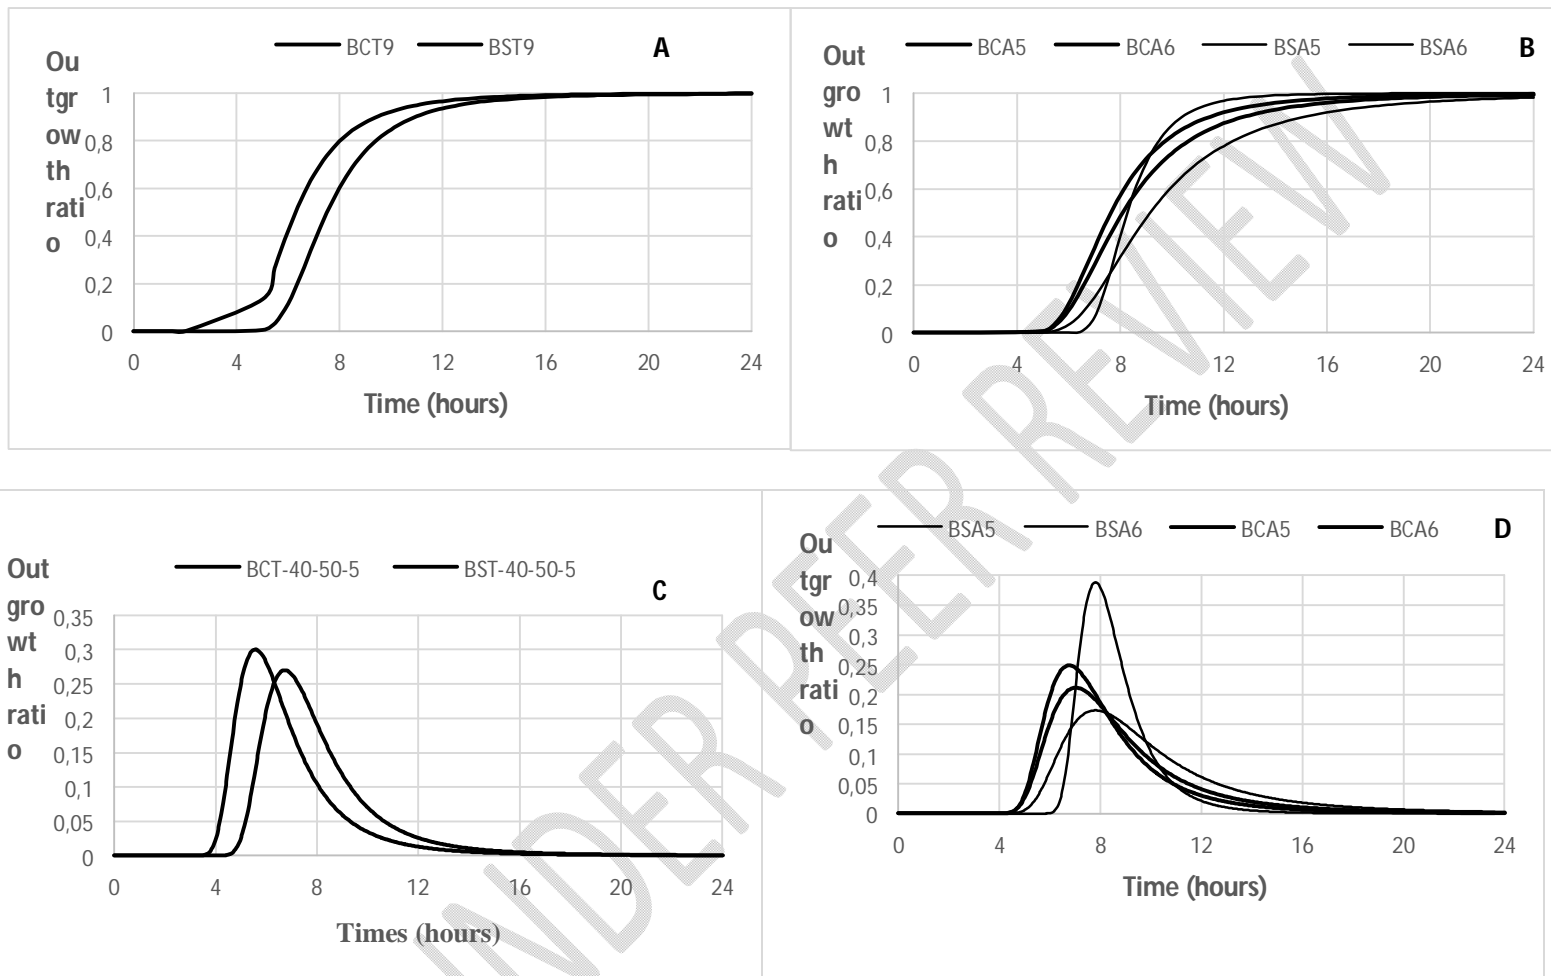 BCT9 BST9 A
Ou
tgr
ow
th
rati
o
1
0,8
0,6
0,4
0,2
0
0 4 8 12 16 20 24
Time (hours)
BCA5 BCA6 BSA5 BSA6 B
Out
gro
wt
h
rati
o
1
0,8
0,6
0,4
0,2
0
0 4 8 12 16 20 24
Time (hours)
BCT-40-50-5 BST-40-50-5 C
Out
gro
wt
h
rati
o
0,35
0,3
0,25
0,2
0,15
0,1
0,05
0
0 4 8 12 16 20 24
Times (hours)
BSA5 BSA6 BCA5 BCA6 D
Ou
tgr
ow
th
rati
o
0,4
0,35
0,3
0,25
0,2
0,15
0,1
0,05
0
0 4 8 12 16 20 24
Time (hours)
UNDER PEER REVIEW